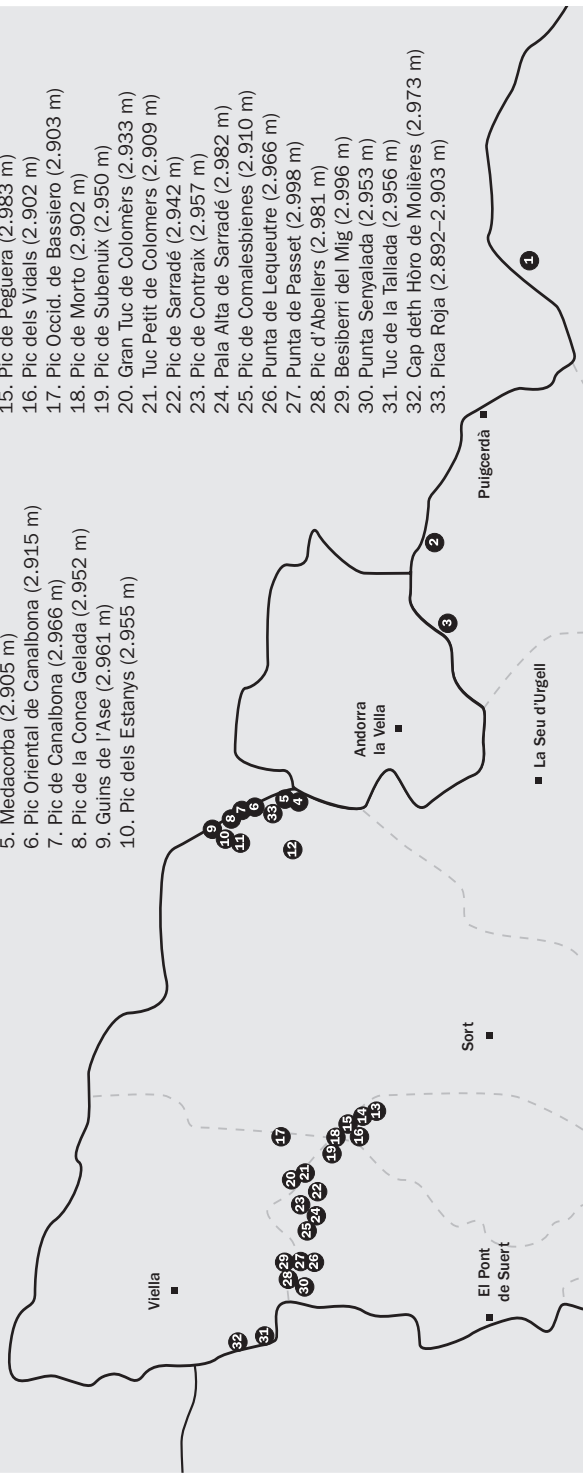 5. Medacorba (2.905 m)
6. Pic Oriental de Canalbona (2.915 m)
7. Pic de Canalbona (2.966 m)
8. Pic de la Conca Gelada (2.952 m)
9. Guins de l'Ase (2.961 m)
10. Pic dels Estanys (2.955 m)
15. Pic de Peguera (2.983 m)
16. Pic dels Vidals (2.902 m)
17. Pic Occid. de Bassiero (2.903 m)
18. Pic de Morto (2.902 m)
19. Pic de Subenuix (2.950 m)
20. Gran Tuc de Colomèrs (2.933 m)
21. Tuc Petit de Colomers (2.909 m)
22. Pic de Sarradé (2.942 m)
23. Pic de Contraix (2.957 m)
24. Pala Alta de Sarradé (2.982 m)
25. Pic de Comalesbienes (2.910 m)
26. Punta de Lequeutre (2.966 m)
27. Punta de Passet (2.998 m)
28. Pic d'Abellers (2.981 m)
29. Besiberri del Mig (2.996 m)
30. Punta Senyalada (2.953 m)
31. Tuc de la Tallada (2.956 m)
32. Cap deth Hòro de Molières (2.973 m)
33. Pica Roja (2.892–2.903 m)
Viella
32
31
28
29
27
30
26
25
24
23
22
20
21
17
19
18
15
16
14
13
El Pont
de Suert
Sort
9
10
8
11
7
6
33
5
4
12
Andorra
la Vella
La Seu d'Urgell
3
2
Puigcerdà
1